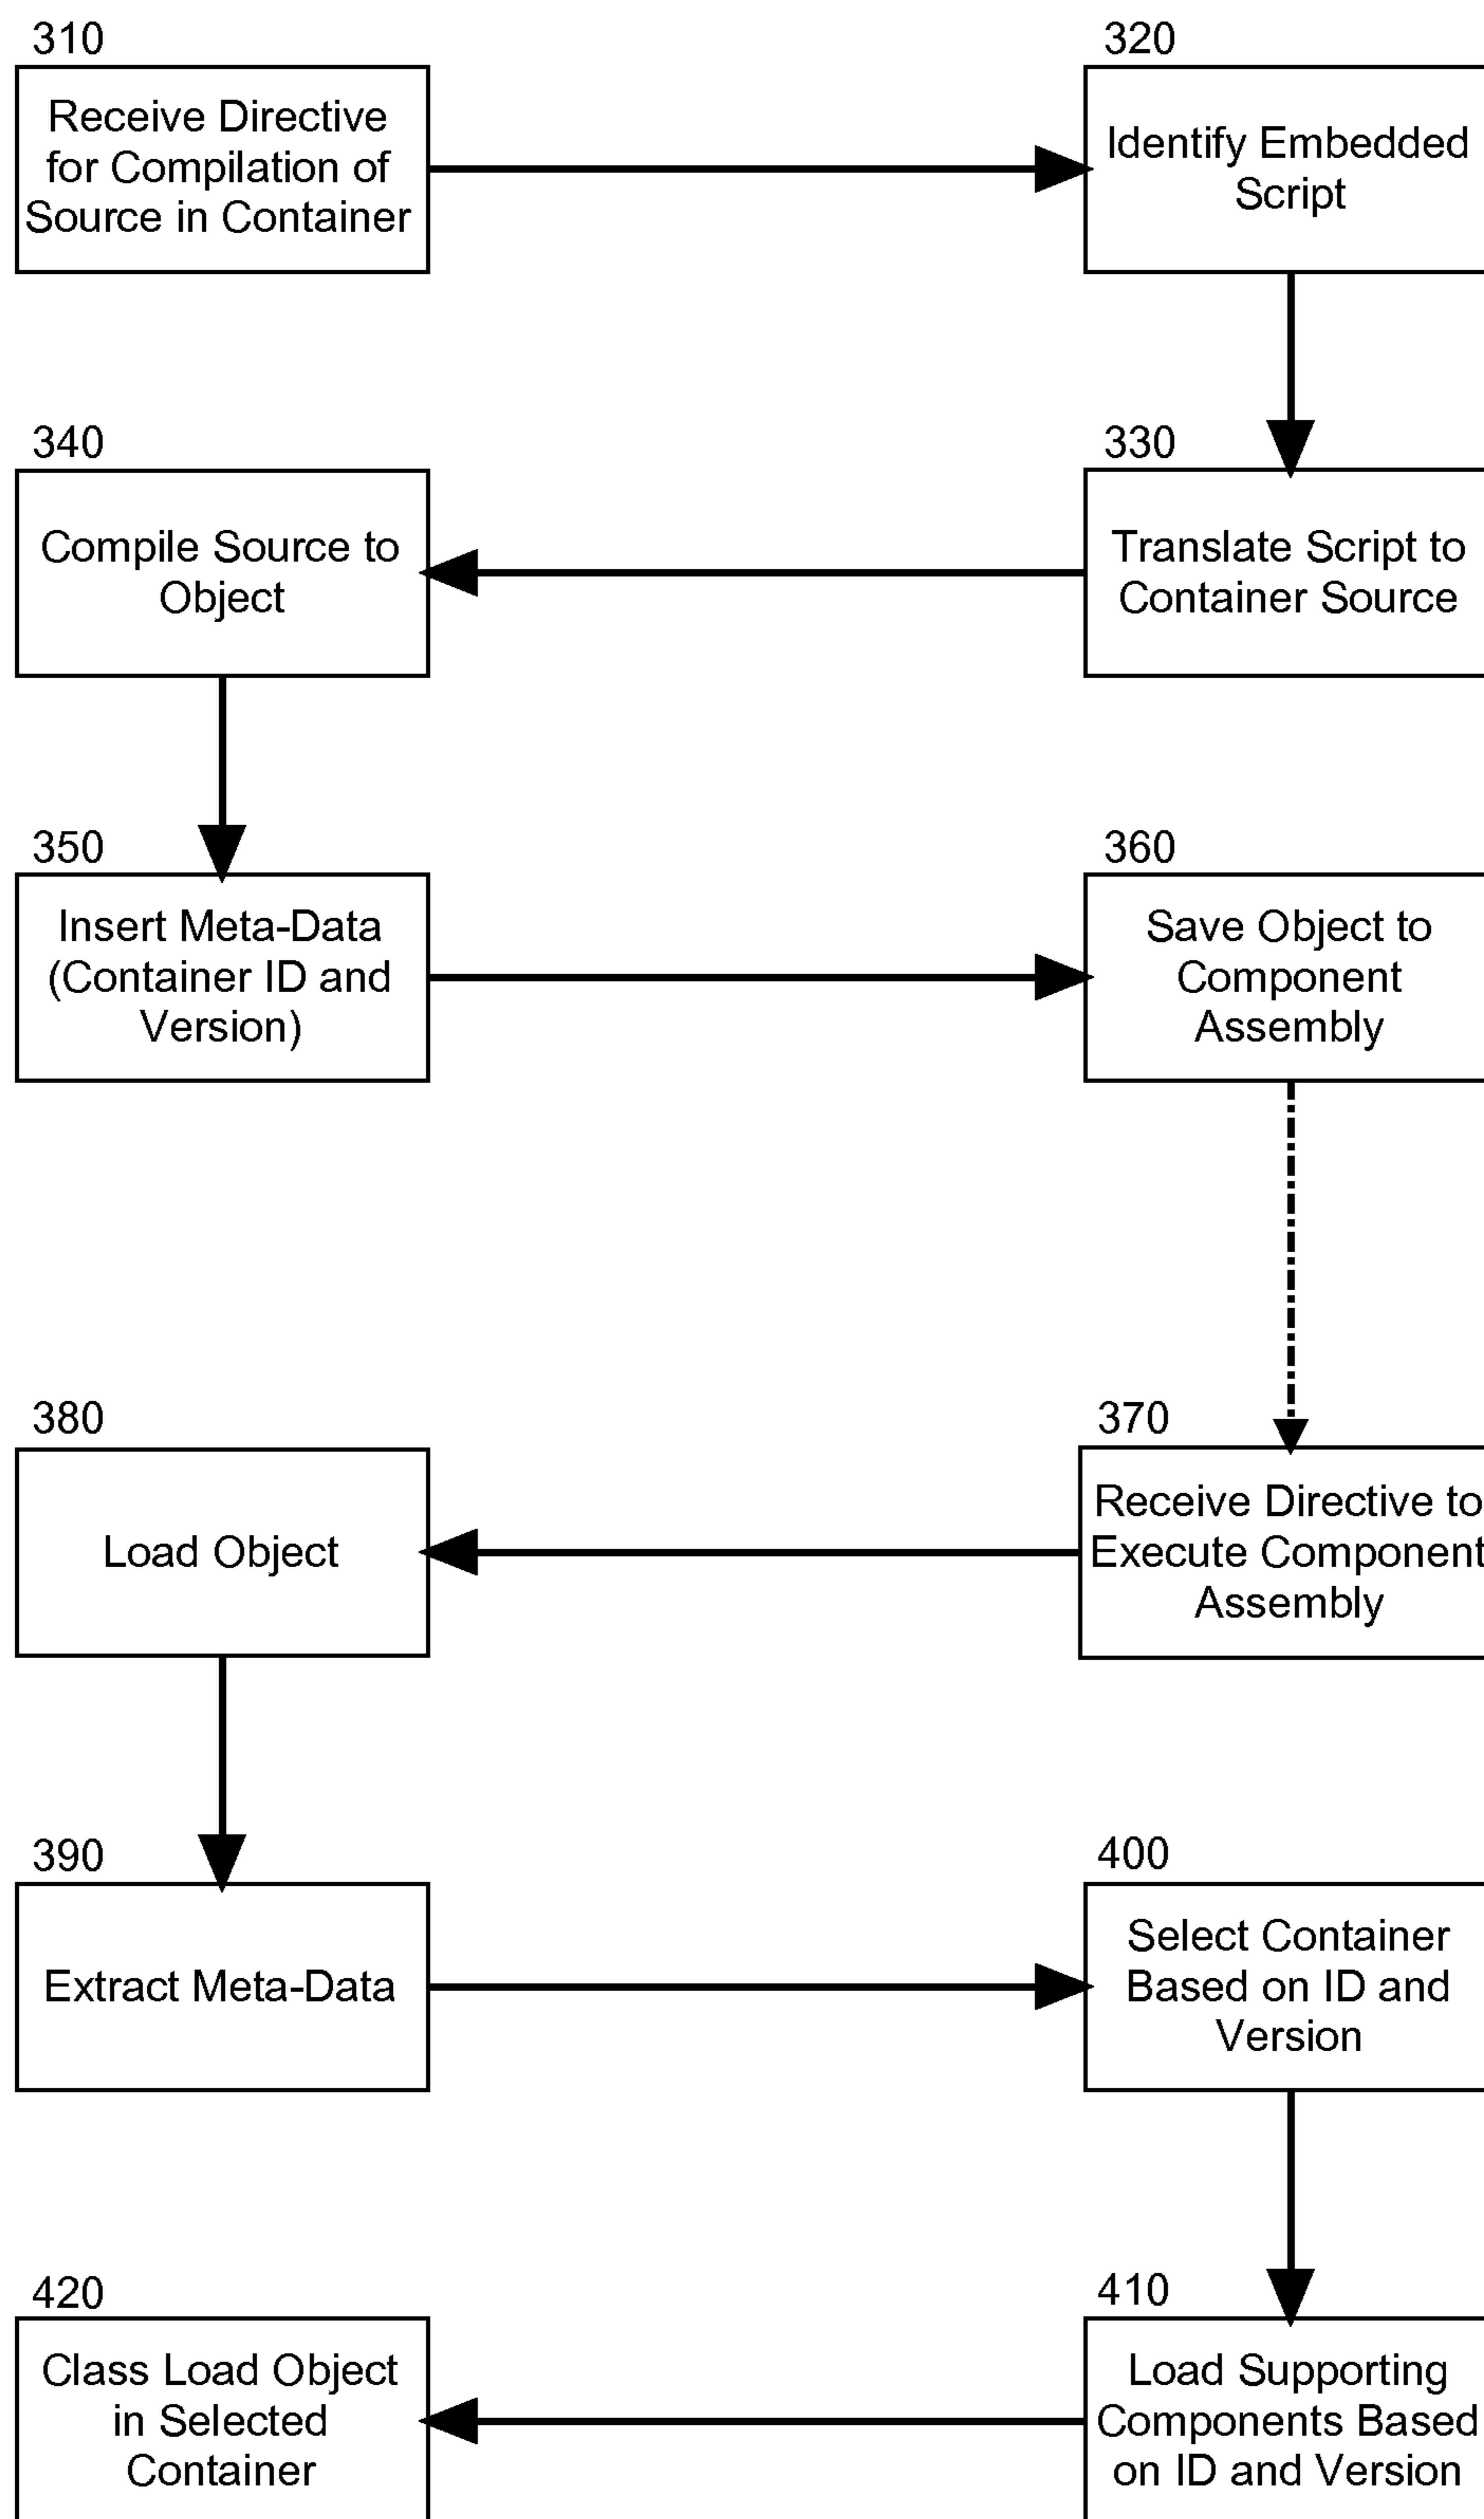 310
Receive Directive
for Compilation of
Source in Container
320
Identify Embedded
Script
330
Translate Script to
Container Source
340
Compile Source to
Object
350
Insert Meta-Data
(Container ID and
Version)
360
Save Object to
Component
Assembly
370
Receive Directive to
Execute Component
Assembly
380
Load Object
390
Extract Meta-Data
400
Select Container
Based on ID and
Version
410
Load Supporting
Components Based
on ID and Version
420
Class Load Object
in Selected
Container